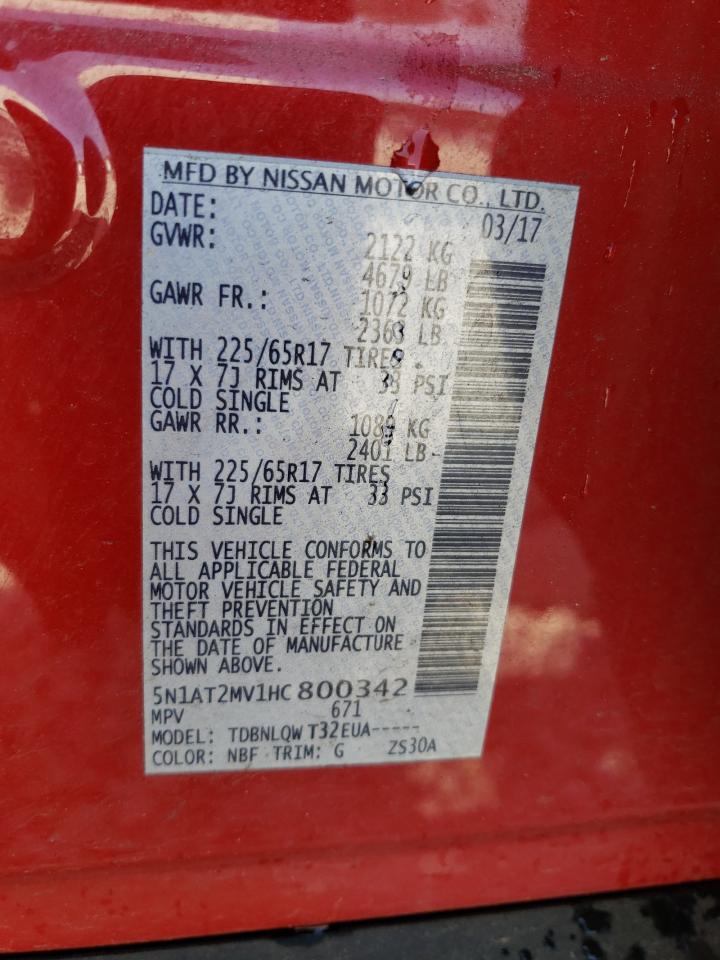 MFD BY NISSAN MOTOR CO., LTD.
DATE: 03/17
GVWR: 2122 KG
4679 LB
GAWR FR.: 1072 KG
2363 LB
WITH 225/65R17 TIRES
17 X 7J RIMS AT 33 PSI
COLD SINGLE
GAWR RR.: 1089 KG
2401 LB
WITH 225/65R17 TIRES
17 X 7J RIMS AT 33 PSI
COLD SINGLE
THIS VEHICLE CONFORMS TO
ALL APPLICABLE FEDERAL
MOTOR VEHICLE SAFETY AND
THEFT PREVENTION
STANDARDS IN EFFECT ON
THE DATE OF MANUFACTURE
SHOWN ABOVE.
5N1AT2MV1HC800342
MPV 671
MODEL: TDBNLQWT32EUA-----
COLOR: NBF TRIM: G ZS30A